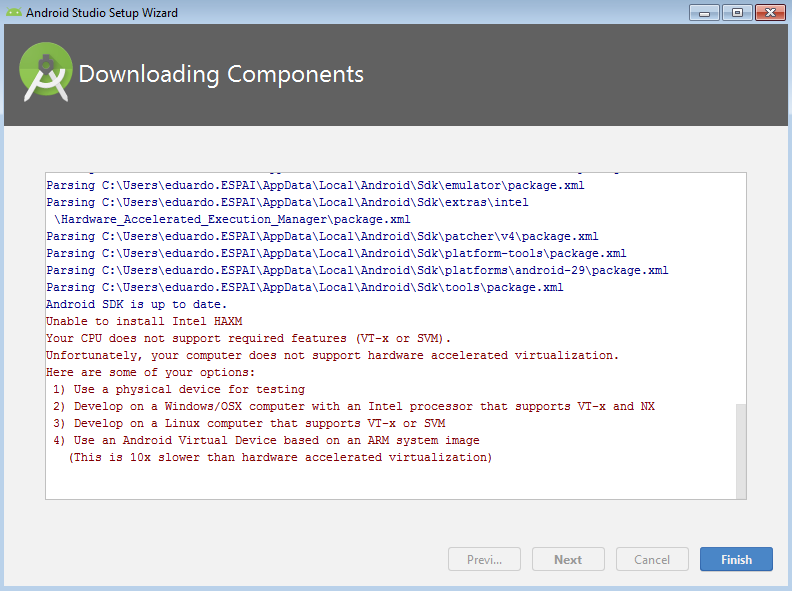 Android Studio Setup Wizard
Downloading Components
Parsing C:\Users\eduardo.ESPAI\AppData\Local\Android\Sdk\emulator\package.xml
Parsing C:\Users\eduardo.ESPAI\AppData\Local\Android\Sdk\extras\intel
\Hardware_Accelerated_Execution_Manager\package.xml
Parsing C:\Users\eduardo.ESPAI\AppData\Local\Android\Sdk\patcher\v4\package.xml
Parsing C:\Users\eduardo.ESPAI\AppData\Local\Android\Sdk\platform-tools\package.xml
Parsing C:\Users\eduardo.ESPAI\AppData\Local\Android\Sdk\platforms\android-29\package.xml
Parsing C:\Users\eduardo.ESPAI\AppData\Local\Android\Sdk\tools\package.xml
Android SDK is up to date.
Unable to install Intel HAXM
Your CPU does not support required features (VT-x or SVM).
Unfortunately, your computer does not support hardware accelerated virtualization.
Here are some of your options:
1) Use a physical device for testing
2) Develop on a Windows/OSX computer with an Intel processor that supports VT-x and NX
3) Develop on a Linux computer that supports VT-x or SVM
4) Use an Android Virtual Device based on an ARM system image
(This is 10x slower than hardware accelerated virtualization)
Previ... Next Cancel Finish